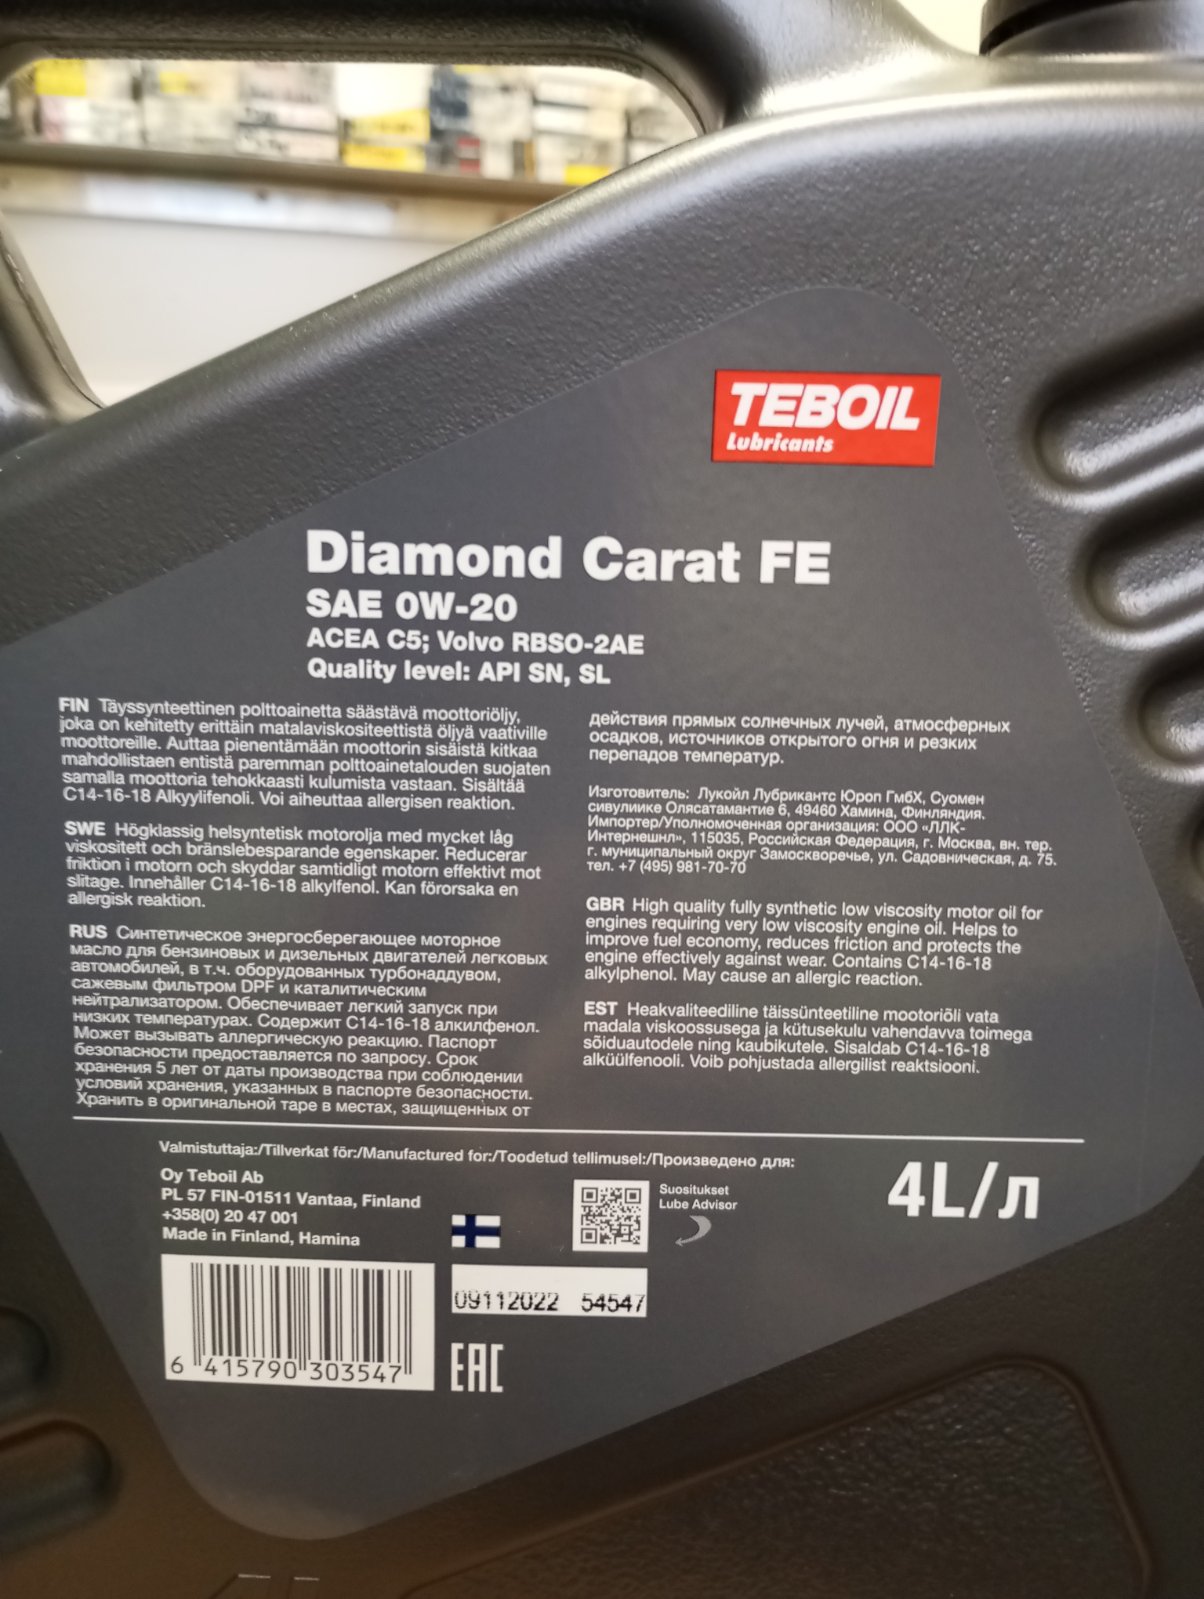 TEBOIL
Lubricants
Diamond Carat FE
SAE 0W-20
ACEA C5; Volvo RBSO-2AE
Quality level: API SN, SL
FIN Täyssynteettinen polttoainetta säästävä moottoriöljy,
joka on kehitetty erittäin matalaviskositeettistä öljyä vaativille
moottoreille. Auttaa pienentämään moottorin sisäistä kitkaa
mahdollistaen entistä paremman polttoainetalouden suojaten
samalla moottoria tehokkaasti kulumista vastaan. Sisältää
C14-16-18 Alkyylifenoli. Voi aiheuttaa allergisen reaktion.
SWE Högklassig helsyntetisk motorolja med mycket låg
viskositett och bränslebesparande egenskaper. Reducerar
friktion i motorn och skyddar samtidigt motorn effektivt mot
slitage. Innehåller C14-16-18 alkylfenol. Kan förorsaka en
allergisk reaktion.
RUS Синтетическое энергосберегающее моторное
масло для бензиновых и дизельных двигателей легковых
автомобилей, в т.ч. оборудованных турбонаддувом,
сажевым фильтром DPF и каталитическим
нейтрализатором. Обеспечивает легкий запуск при
низких температурах. Содержит C14-16-18 алкилфенол.
Может вызывать аллергическую реакцию. Паспорт
безопасности предоставляется по запросу. Срок
хранения 5 лет от даты производства при соблюдении
условий хранения, указанных в паспорте безопасности.
Хранить в оригинальной таре в местах, защищенных от
действия прямых солнечных лучей, атмосферных
осадков, источников открытого огня и резких
перепадов температур.
Изготовитель: Лукойл Лубрикантс Юроп ГмбХ, Суомен
сивулиике Олясатамантие 6, 49460 Хамина, Финляндия.
Импортер/Уполномоченная организация: ООО «ЛЛК-
Интернешнл», 115035, Российская Федерация, г. Москва, вн. тер.
г. муниципальный округ Замоскворечье, ул. Садовническая, д. 75.
тел. +7 (495) 981-70-70
GBR High quality fully synthetic low viscosity motor oil for
engines requiring very low viscosity engine oil. Helps to
improve fuel economy, reduces friction and protects the
engine effectively against wear. Contains C14-16-18
alkylphenol. May cause an allergic reaction.
EST Heakvaliteediline täissünteetiline mootoriõli vata
madala viskoossusega ja kütusekulu vahendavva toimega
sõiduautodele ning kaubikutele. Sisaldab C14-16-18
alküülfenooli. Voib pohjustada allergilist reaktsiooni.
Valmistuttaja:/Tillverkat för:/Manufactured for:/Toodetud tellimusel:/Произведено для:
Oy Teboil Ab
PL 57 FIN-01511 Vantaa, Finland
+358(0) 20 47 001
Made in Finland, Hamina
Suositukset
Lube Advisor
4L/л
09112022 54547
6 415790 303547
EAC